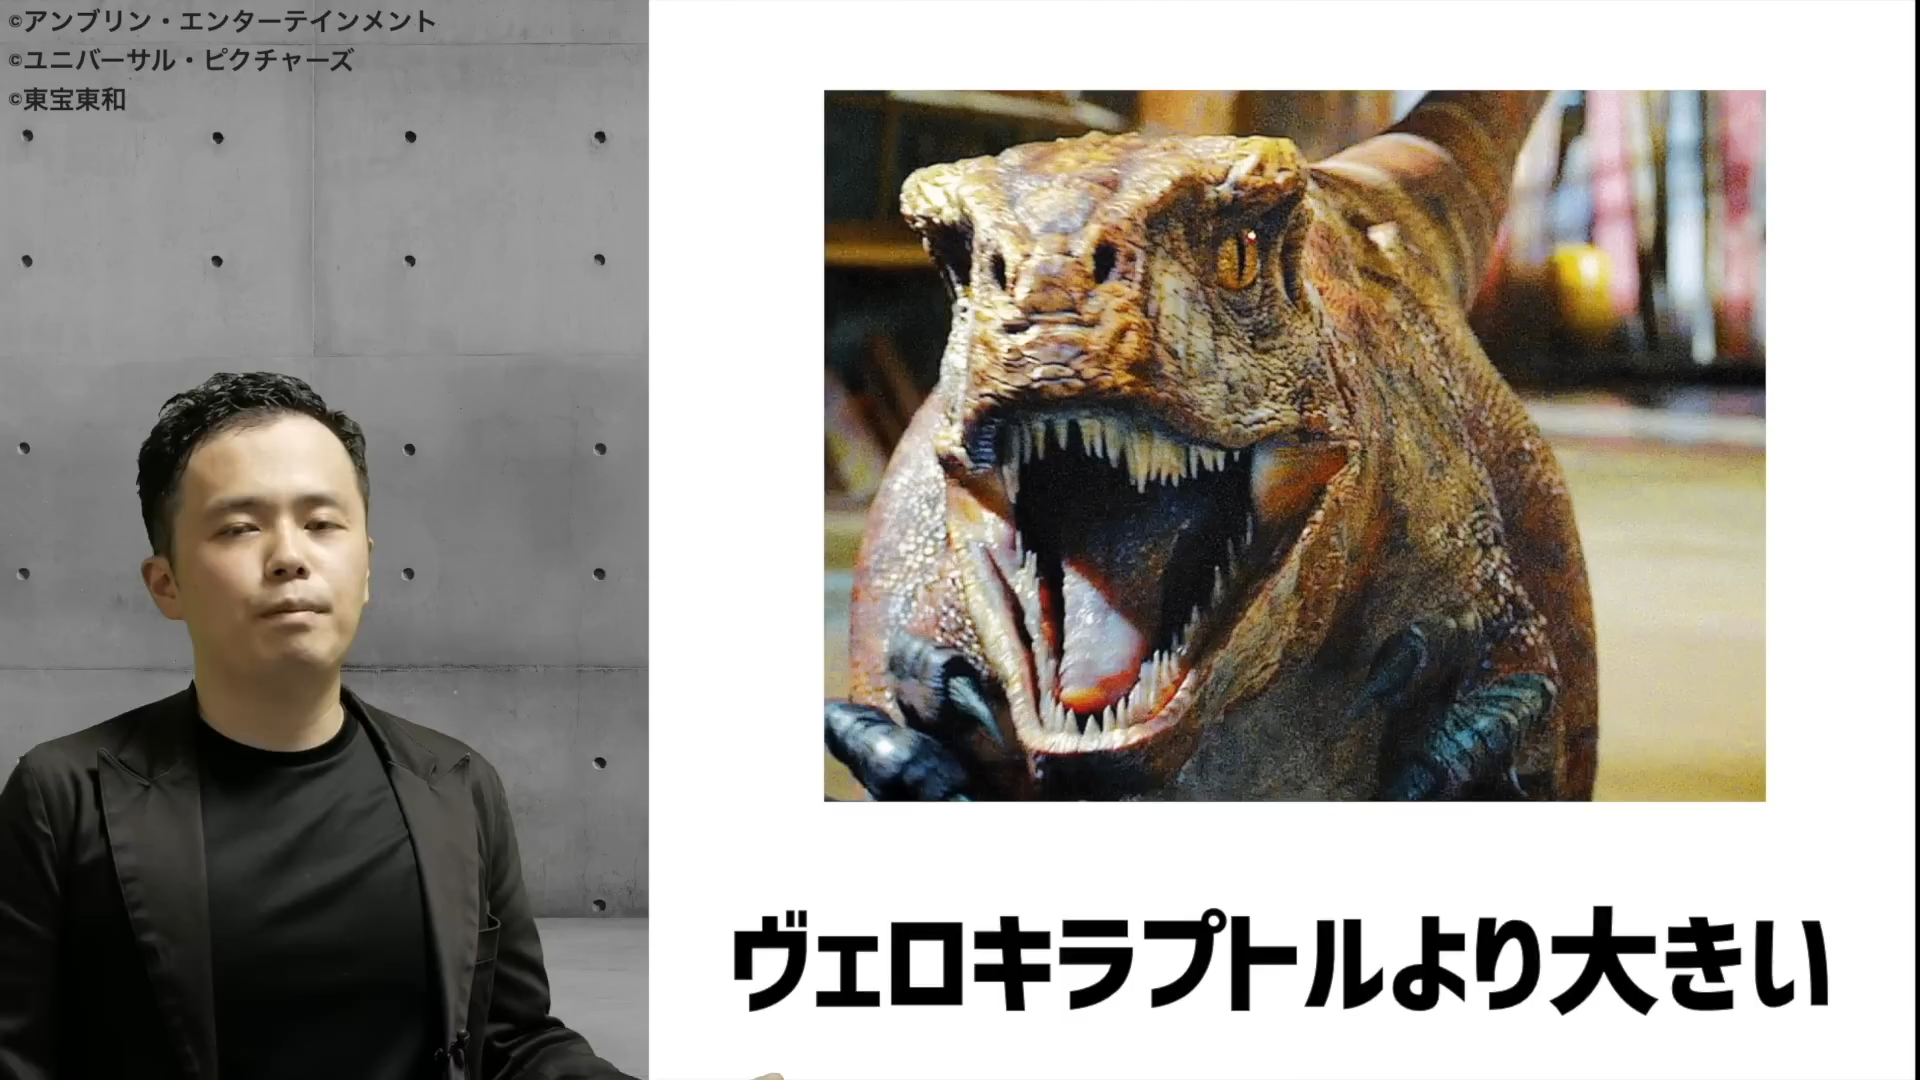 ©アンブリン・エンターテインメント
©ユニバーサル・ピクチャーズ
©東宝東和
ヴェロキラプトルより大きい